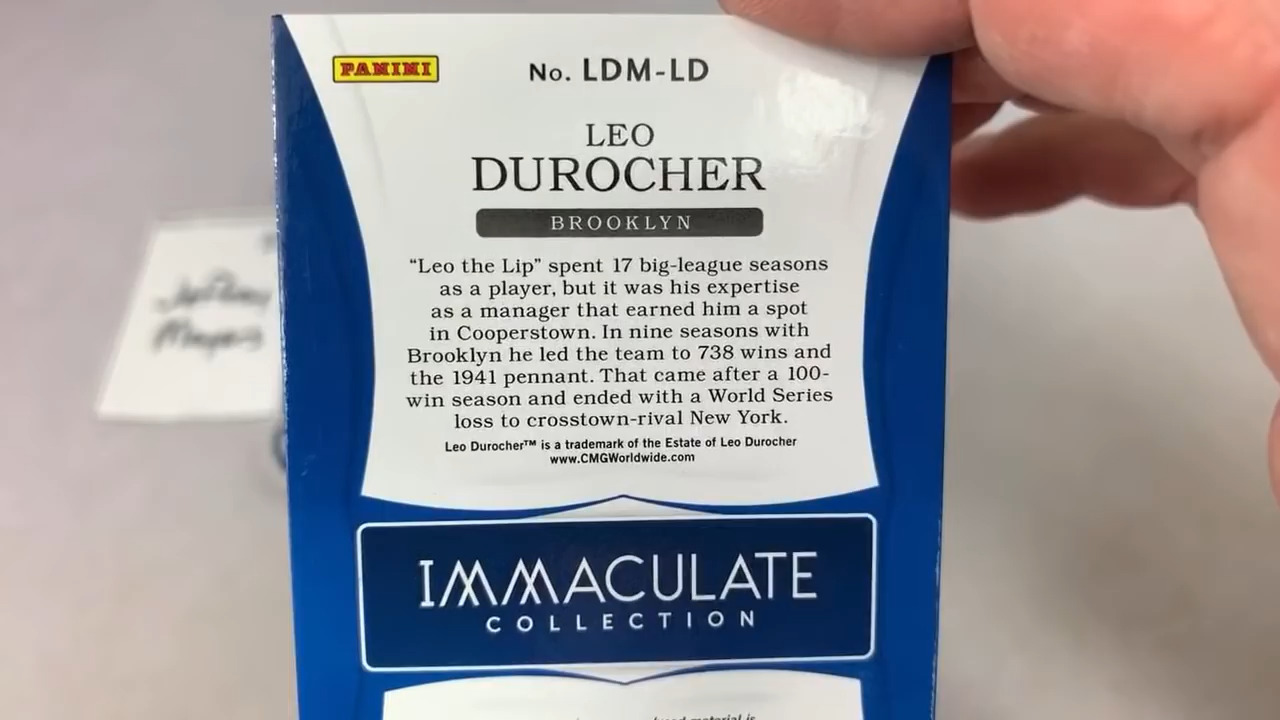 PANINI
No. LDM-LD
LEO
DUROCHER
BROOKLYN
“Leo the Lip” spent 17 big-league seasons
as a player, but it was his expertise
as a manager that earned him a spot
in Cooperstown. In nine seasons with
Brooklyn he led the team to 738 wins and
the 1941 pennant. That came after a 100-
win season and ended with a World Series
loss to crosstown-rival New York.
Leo Durocher™ is a trademark of the Estate of Leo Durocher
www.CMGWorldwide.com
IMMACULATE
COLLECTION
material is